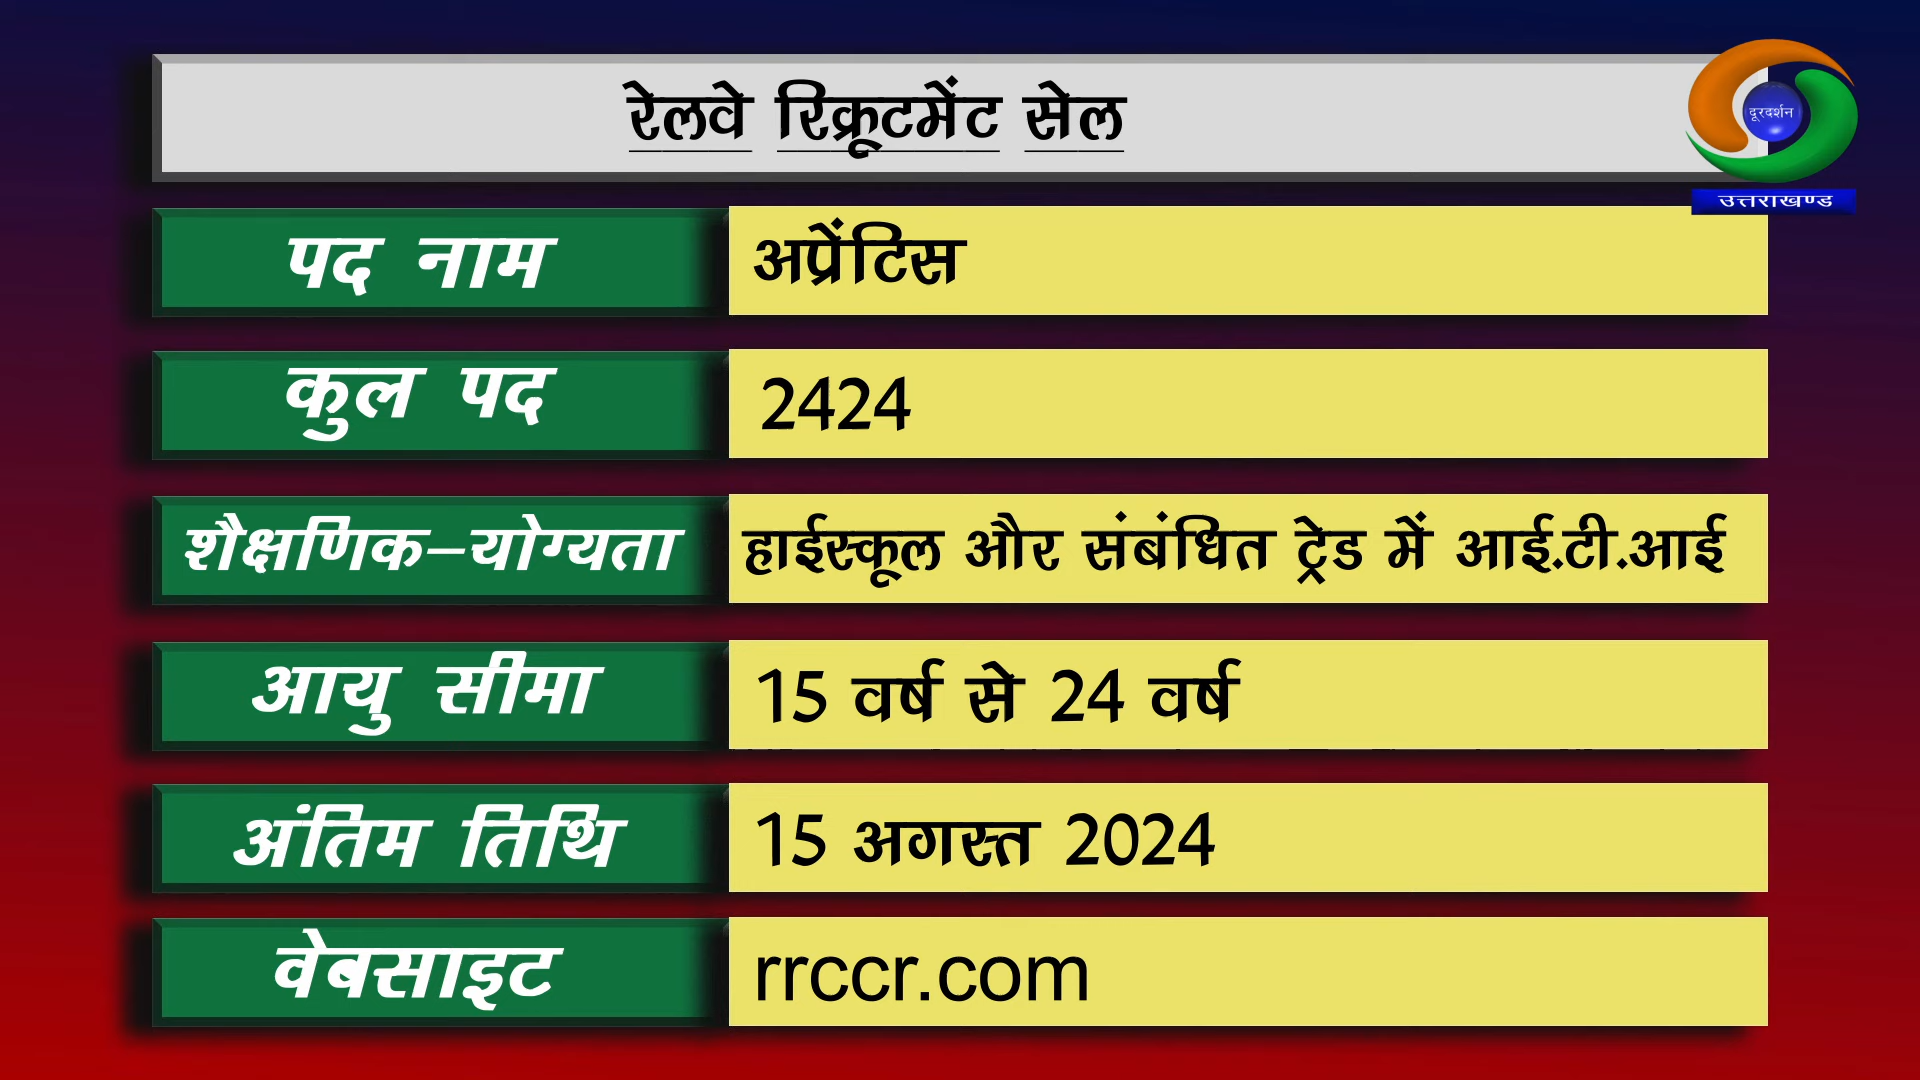 रेलवे रिक्रूटमेंट सेल
दूरदर्शन
उत्तराखण्ड
पद नाम
अप्रेंटिस
कुल पद
2424
शैक्षणिक–योग्यता
हाईस्कूल और संबंधित ट्रेड में आई.टी.आई
आयु सीमा
15 वर्ष से 24 वर्ष
अंतिम तिथि
15 अगस्त 2024
वेबसाइट
rrccr.com